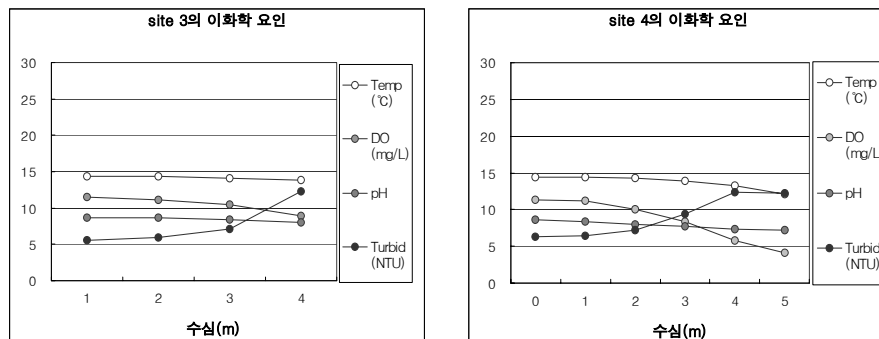 site 3의 이화학 요인
30
25
20
15
10
5
0
1 2 3 4
수심(m)
Temp
(℃)
DO
(mg/L)
pH
Turbid
(NTU)
site 4의 이화학 요인
30
25
20
15
10
5
0
0 1 2 3 4 5
수심(m)
Temp
(℃)
DO
(mg/L)
pH
Turbid
(NTU)